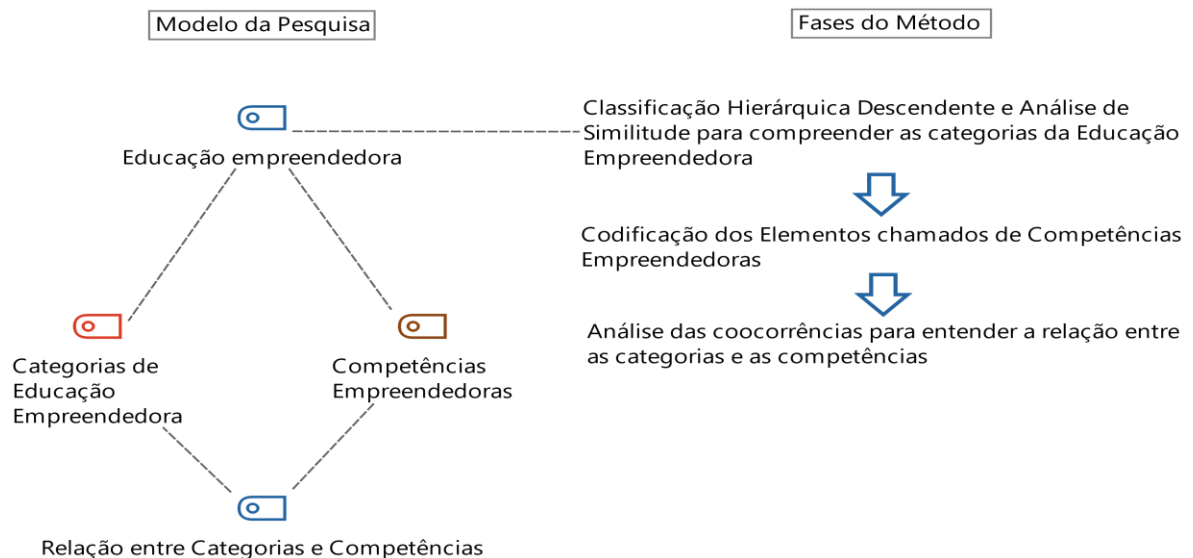 Modelo da Pesquisa
Fases do Método
Educação empreendedora
Classificação Hierárquica Descendente e Análise de
Similitude para compreender as categorias da Educação
Empreendedora
Codificação dos Elementos chamados de Competências
Empreendedoras
Análise das coocorrências para entender a relação entre
as categorias e as competências
Categorias de
Educação
Empreendedora
Competências
Empreendedoras
Relação entre Categorias e Competências